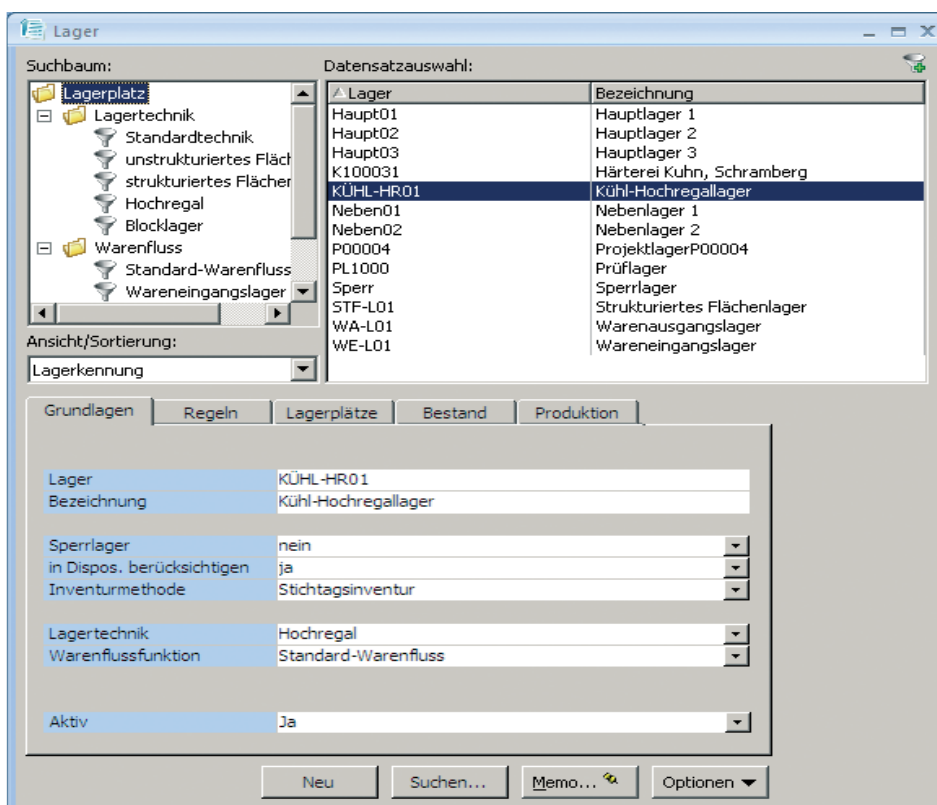 Lager
Suchbaum:
Datensatzauswahl:
Lagerplatz
Lagertechnik
Standardtechnik
unstrukturiertes Fläch
strukturiertes Flächer
Hochregal
Blocklager
Warenfluss
Standard-Warenfluss
Wareneingangslager
Ansicht/Sortierung:
Lagerkennung
Lager Bezeichnung
Haupt01 Hauptlager 1
Haupt02 Hauptlager 2
Haupt03 Hauptlager 3
K100031 Härterei Kuhn, Schramberg
KÜHL-HR01 Kühl-Hochregallager
Neben01 Nebenlager 1
Neben02 Nebenlager 2
P00004 ProjektlagerP00004
PL1000 Prüflager
Sperr Sperrlager
STF-L01 Strukturiertes Flächenlager
WA-L01 Warenausgangslager
WE-L01 Wareneingangslager
Grundlagen Regeln Lagerplätze Bestand Produktion
Lager KÜHL-HR01
Bezeichnung Kühl-Hochregallager
Sperrlager nein
in Dispos. berücksichtigen ja
Inventurmethode Stichtagsinventur
Lagertechnik Hochregal
Warenflussfunktion Standard-Warenfluss
Aktiv Ja
Neu Suchen... Memo... Optionen